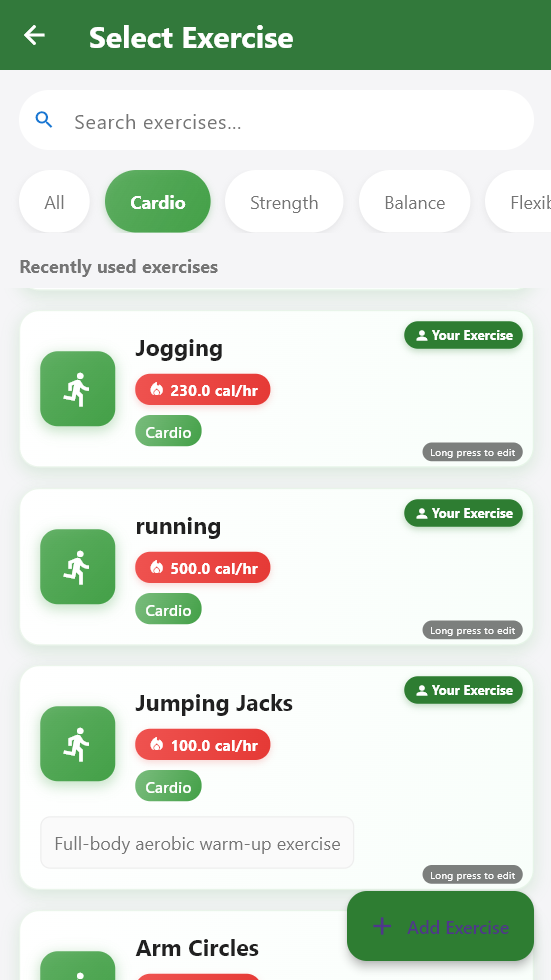 Select Exercise
Search exercises...
All
Cardio
Strength
Balance
Flexib
Recently used exercises
Jogging
Your Exercise
230.0 cal/hr
Cardio
Long press to edit
running
Your Exercise
500.0 cal/hr
Cardio
Long press to edit
Jumping Jacks
Your Exercise
100.0 cal/hr
Cardio
Full-body aerobic warm-up exercise
Long press to edit
Arm Circles
Add Exercise